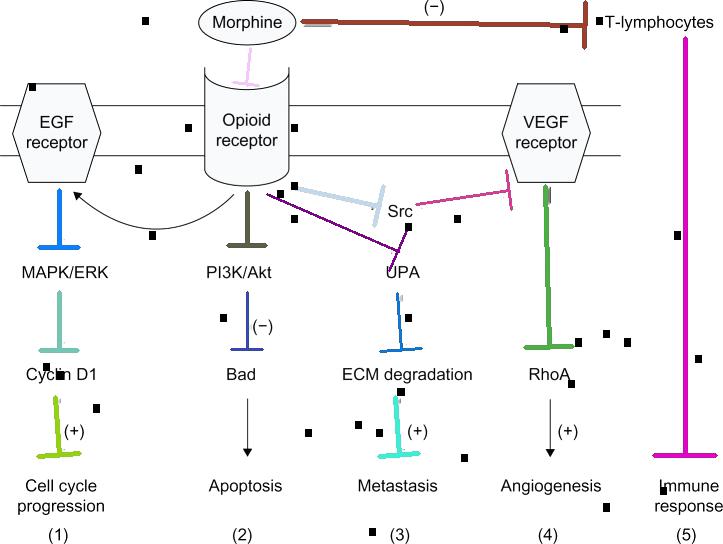 Morphine
(−)
T-lymphocytes
EGF
receptor
Opioid
receptor
VEGF
receptor
Src
MAPK/ERK
PI3K/Akt
UPA
(−)
Cyclin D1
Bad
ECM degradation
RhoA
(+)
(+)
(+)
Cell cycle
progression
Apoptosis
Metastasis
Angiogenesis
Immune
response
(1)
(2)
(3)
(4)
(5)